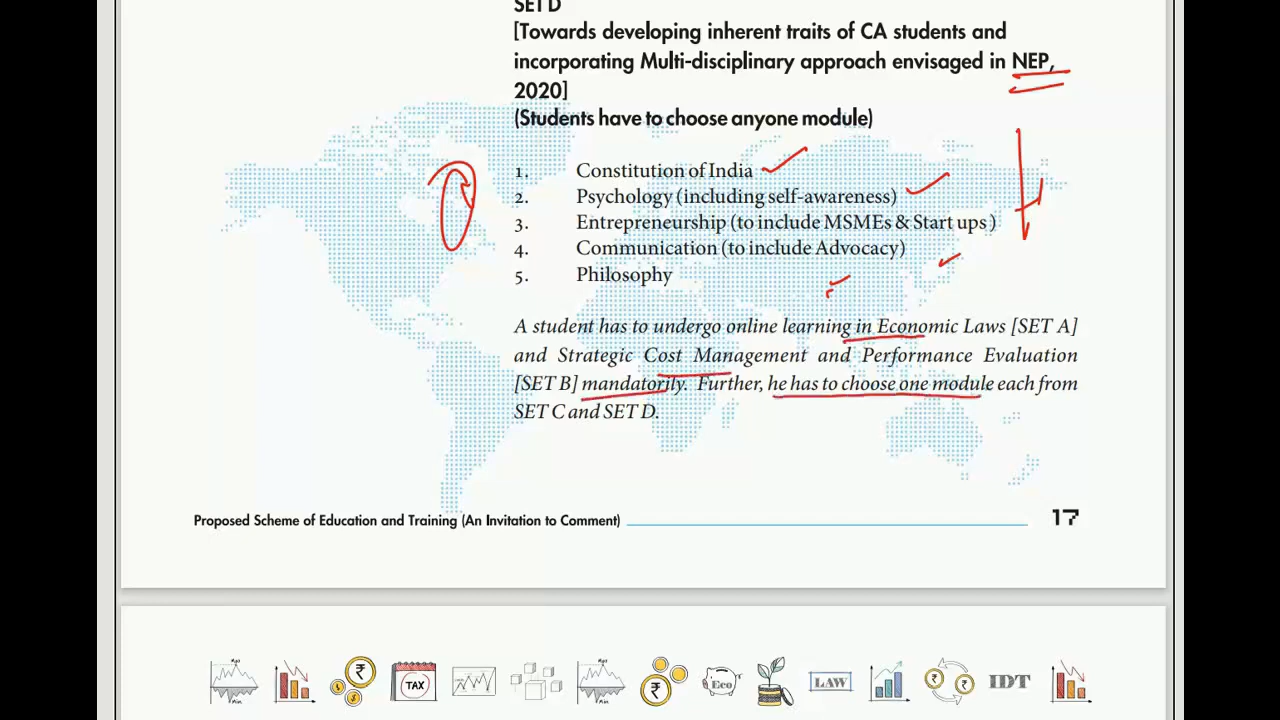 SET D
[Towards developing inherent traits of CA students and
incorporating Multi-disciplinary approach envisaged in NEP,
2020]
(Students have to choose anyone module)
1. Constitution of India
2. Psychology (including self-awareness)
3. Entrepreneurship (to include MSMEs & Start ups)
4. Communication (to include Advocacy)
5. Philosophy
A student has to undergo online learning in Economic Laws [SET A]
and Strategic Cost Management and Performance Evaluation
[SET B] mandatorily. Further, he has to choose one module each from
SET C and SET D.
Proposed Scheme of Education and Training (An Invitation to Comment) 17
TAX Eco LAW IDT